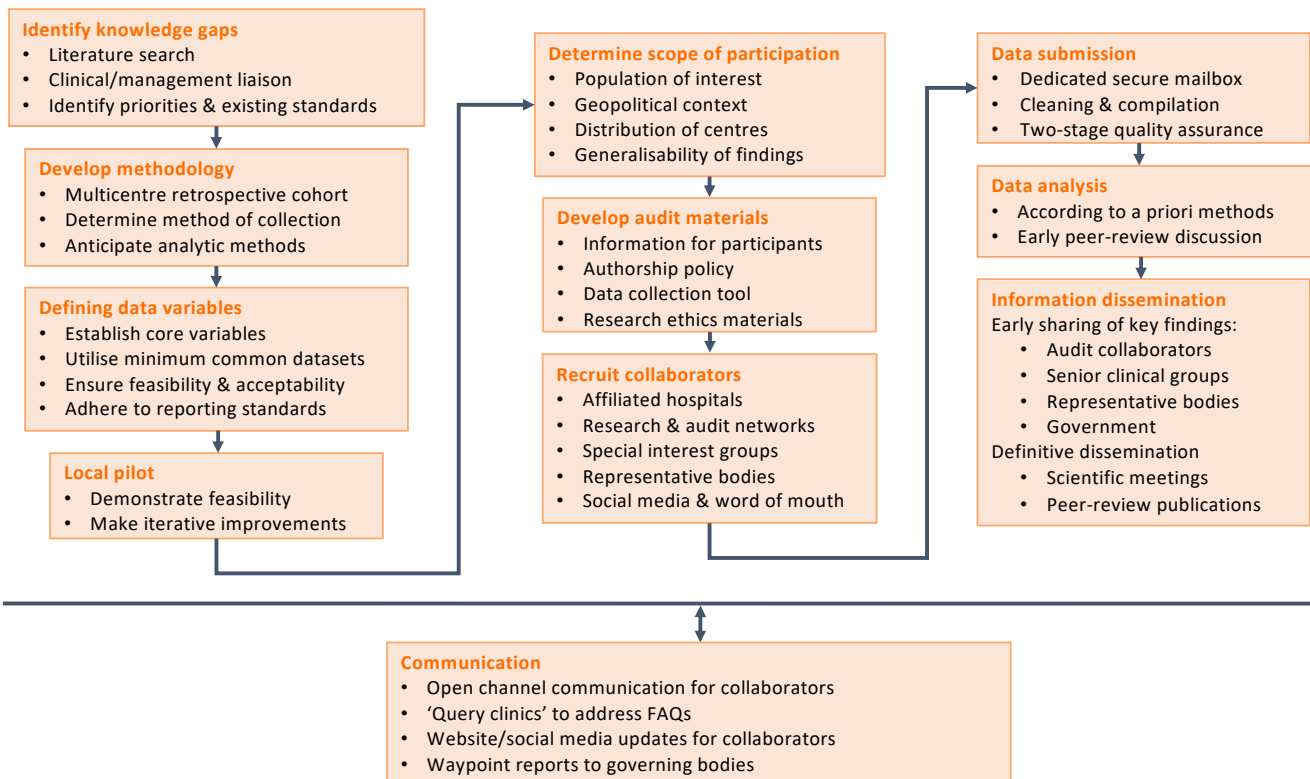 Identify knowledge gaps
• Literature search
• Clinical/management liaison
• Identify priorities & existing standards
Develop methodology
• Multicentre retrospective cohort
• Determine method of collection
• Anticipate analytic methods
Defining data variables
• Establish core variables
• Utilise minimum common datasets
• Ensure feasibility & acceptability
• Adhere to reporting standards
Local pilot
• Demonstrate feasibility
• Make iterative improvements
Determine scope of participation
• Population of interest
• Geopolitical context
• Distribution of centres
• Generalisability of findings
Develop audit materials
• Information for participants
• Authorship policy
• Data collection tool
• Research ethics materials
Recruit collaborators
• Affiliated hospitals
• Research & audit networks
• Special interest groups
• Representative bodies
• Social media & word of mouth
Data submission
• Dedicated secure mailbox
• Cleaning & compilation
• Two-stage quality assurance
Data analysis
• According to a priori methods
• Early peer-review discussion
Information dissemination
Early sharing of key findings:
• Audit collaborators
• Senior clinical groups
• Representative bodies
• Government
Definitive dissemination
• Scientific meetings
• Peer-review publications
Communication
• Open channel communication for collaborators
• ‘Query clinics’ to address FAQs
• Website/social media updates for collaborators
• Waypoint reports to governing bodies